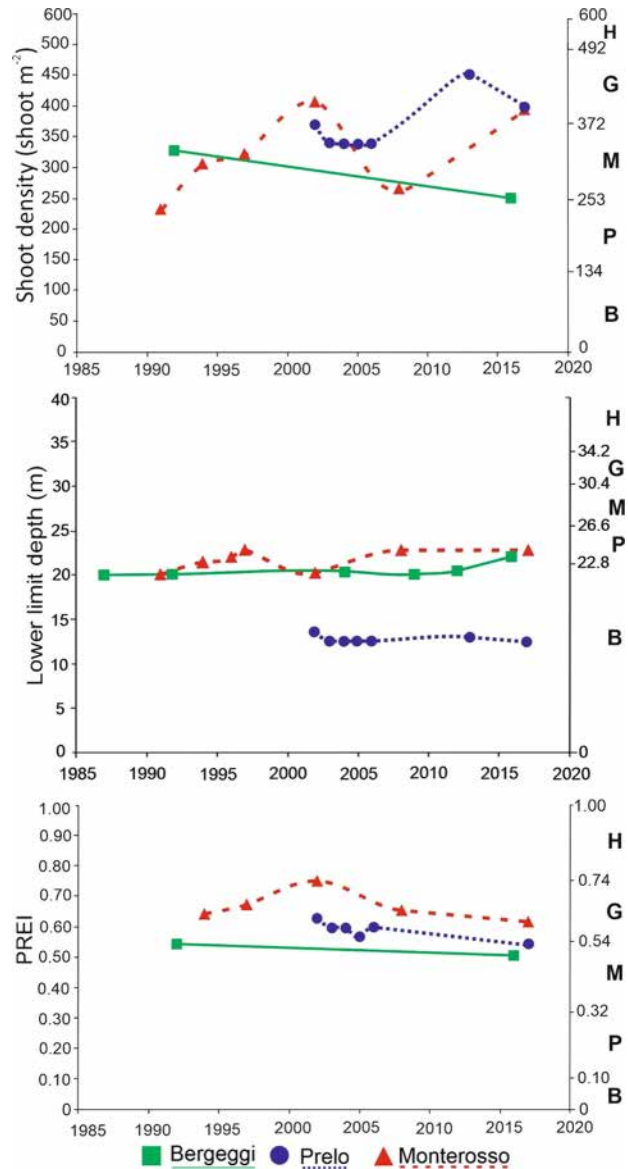 600
550
500
450
400
350
300
250
200
150
100
50
0
Shoot density (shoot m⁻²)
600
492
372
253
134
0
H
G
M
P
B
1985 1990 1995 2000 2005 2010 2015 2020
40
35
30
25
20
15
10
5
0
Lower limit depth (m)
34.2
30.4
26.6
22.8
0
H
G
M
P
B
1985 1990 1995 2000 2005 2010 2015 2020
1.00
0.90
0.80
0.70
0.60
0.50
0.40
0.30
0.20
0.10
0
PREI
1.00
0.74
0.54
0.32
0.10
0
H
G
M
P
B
1985 1990 1995 2000 2005 2010 2015 2020
Bergeggi Prelo Monterosso